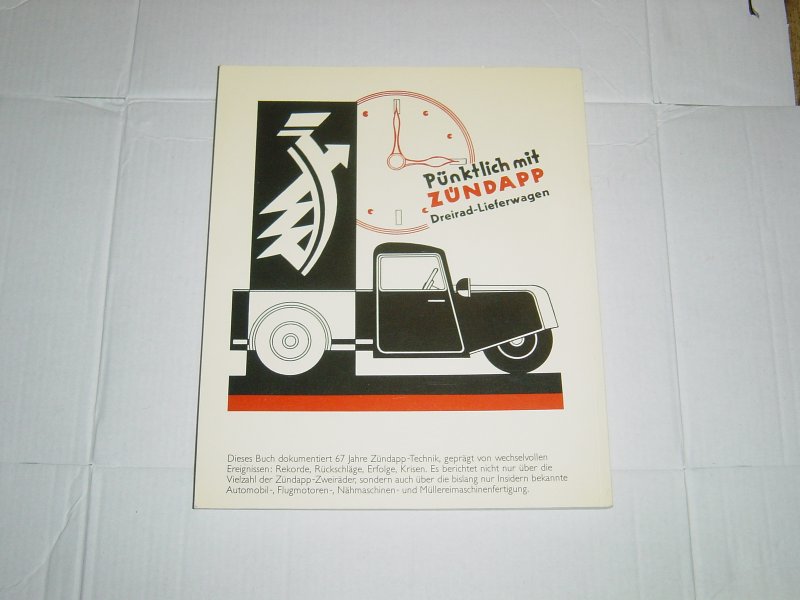 Pünktlich mit
ZÜNDAPP
Dreirad-Lieferwagen
Dieses Buch dokumentiert 67 Jahre Zündapp-Technik, geprägt von wechselvollen
Ereignissen: Rekorde, Rückschläge, Erfolge, Krisen. Es berichtet nicht nur über die
Vielzahl der Zündapp-Zweiräder, sondern auch über die bislang nur Insidern bekannte
Automobil-, Flugmotoren-, Nähmaschinen- und Müllereimaschinenfertigung.